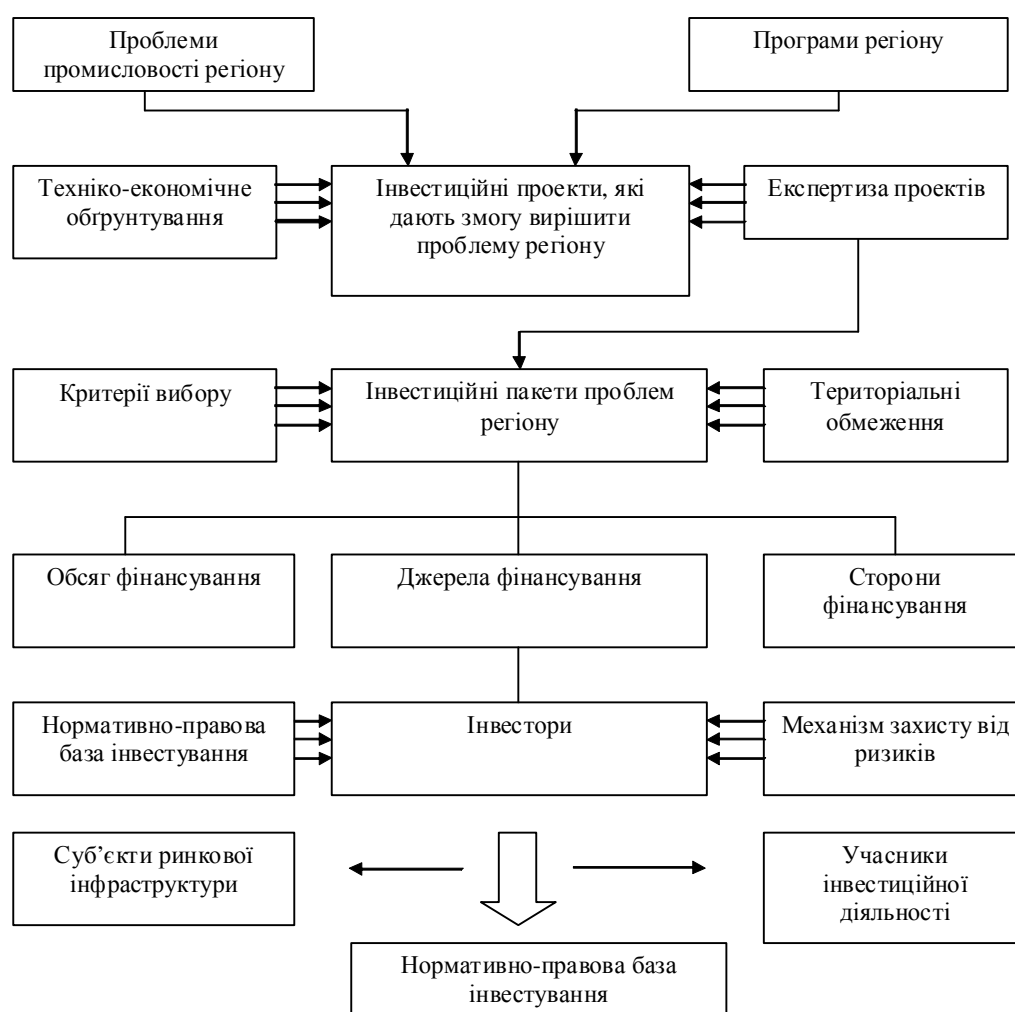 Проблеми
промисловості регіону
Програми регіону
Техніко-економічне
обґрунтування
Інвестиційні проекти, які
дають змогу вирішити
проблему регіону
Експертиза проектів
Критерії вибору
Інвестиційні пакети проблем
регіону
Територіальні
обмеження
Обсяг фінансування
Джерела фінансування
Сторони
фінансування
Нормативно-правова
база інвестування
Інвестори
Механізм захисту від
ризиків
Суб’єкти ринкової
інфраструктури
Учасники
інвестиційної
діяльності
Нормативно-правова база
інвестування